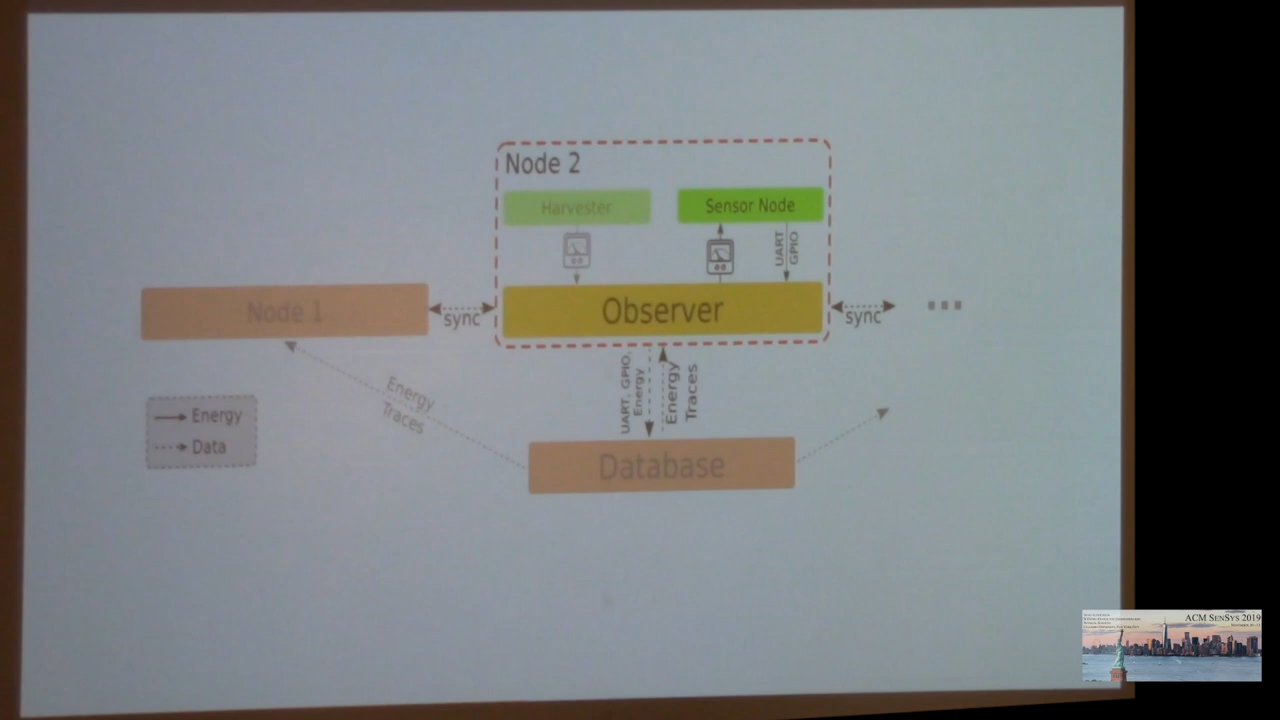 Node 2
Harvester
Sensor Node
UART
GPIO
Node 1
sync
Observer
sync
Energy
Traces
UART, GPIO,
Energy
Energy
Traces
Energy
Data
Database
ACM SENSYS 2019